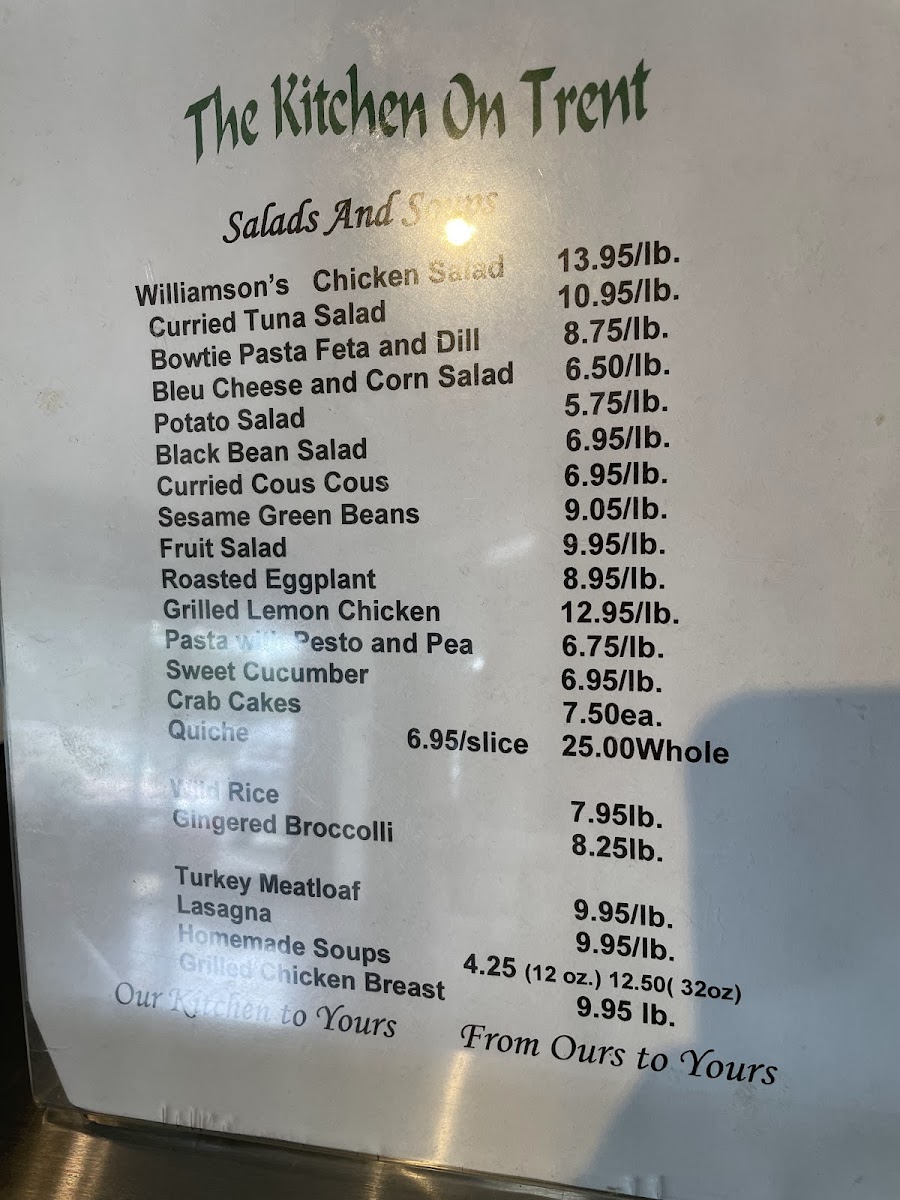 The Kitchen On Trent
Salads And Soups
Williamson's Chicken Salad 13.95/lb.
Curried Tuna Salad 10.95/lb.
Bowtie Pasta Feta and Dill 8.75/lb.
Bleu Cheese and Corn Salad 6.50/lb.
Potato Salad 5.75/lb.
Black Bean Salad 6.95/lb.
Curried Cous Cous 6.95/lb.
Sesame Green Beans 9.05/lb.
Fruit Salad 9.95/lb.
Roasted Eggplant 8.95/lb.
Grilled Lemon Chicken 12.95/lb.
Pasta with Pesto and Pea 6.75/lb.
Sweet Cucumber 6.95/lb.
Crab Cakes 7.50ea.
Quiche 6.95/slice 25.00Whole
Wild Rice 7.95lb.
Gingered Broccolli 8.25lb.
Turkey Meatloaf 9.95/lb.
Lasagna 9.95/lb.
Homemade Soups 4.25 (12 oz.) 12.50( 32oz)
Grilled Chicken Breast 9.95 lb.
Our Kitchen to Yours From Ours to Yours